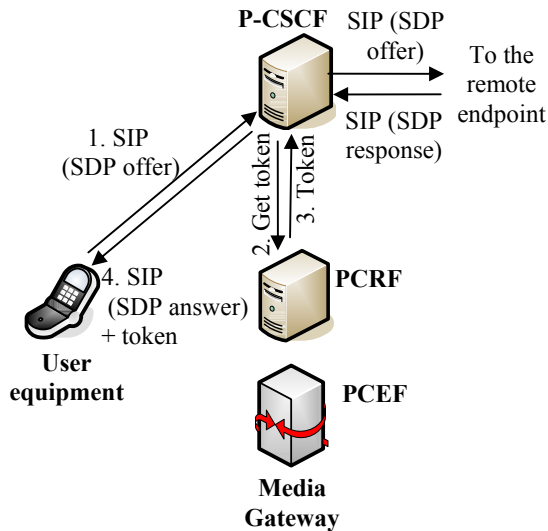 P-CSCF
SIP (SDP
offer)
To the
remote
endpoint
SIP (SDP
response)
1. SIP
(SDP offer)
2. Get token
3. Token
4. SIP
(SDP answer)
+ token
PCRF
User
equipment
PCEF
Media
Gateway